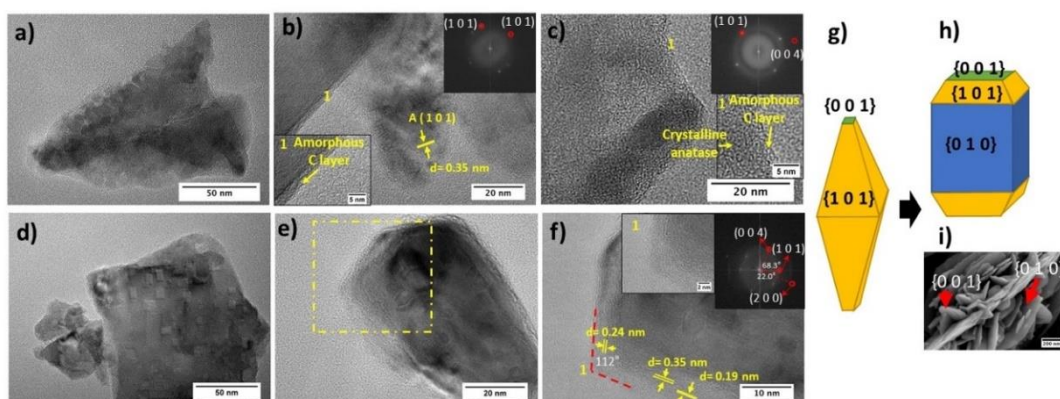 a)
50 nm
b)
(1 0 1)
(1 0 1)
1
A (1 0 1)
d= 0.35 nm
1 Amorphous
C layer
5 nm
20 nm
c)
1
(1 0 1)
(0 0 4)
1 Amorphous
C layer
Crystalline
anatase
5 nm
20 nm
d)
50 nm
e)
20 nm
f)
1
2 nm
(0 0 4)
(1 0 1)
68.3°
22.0°
(2 0 0)
d= 0.24 nm
112°
1
d= 0.35 nm
d= 0.19 nm
10 nm
g)
{0 0 1}
{1 0 1}
h)
{0 0 1}
{1 0 1}
{0 1 0}
i)
{0 0 1}
{0 1 0}
200 nm